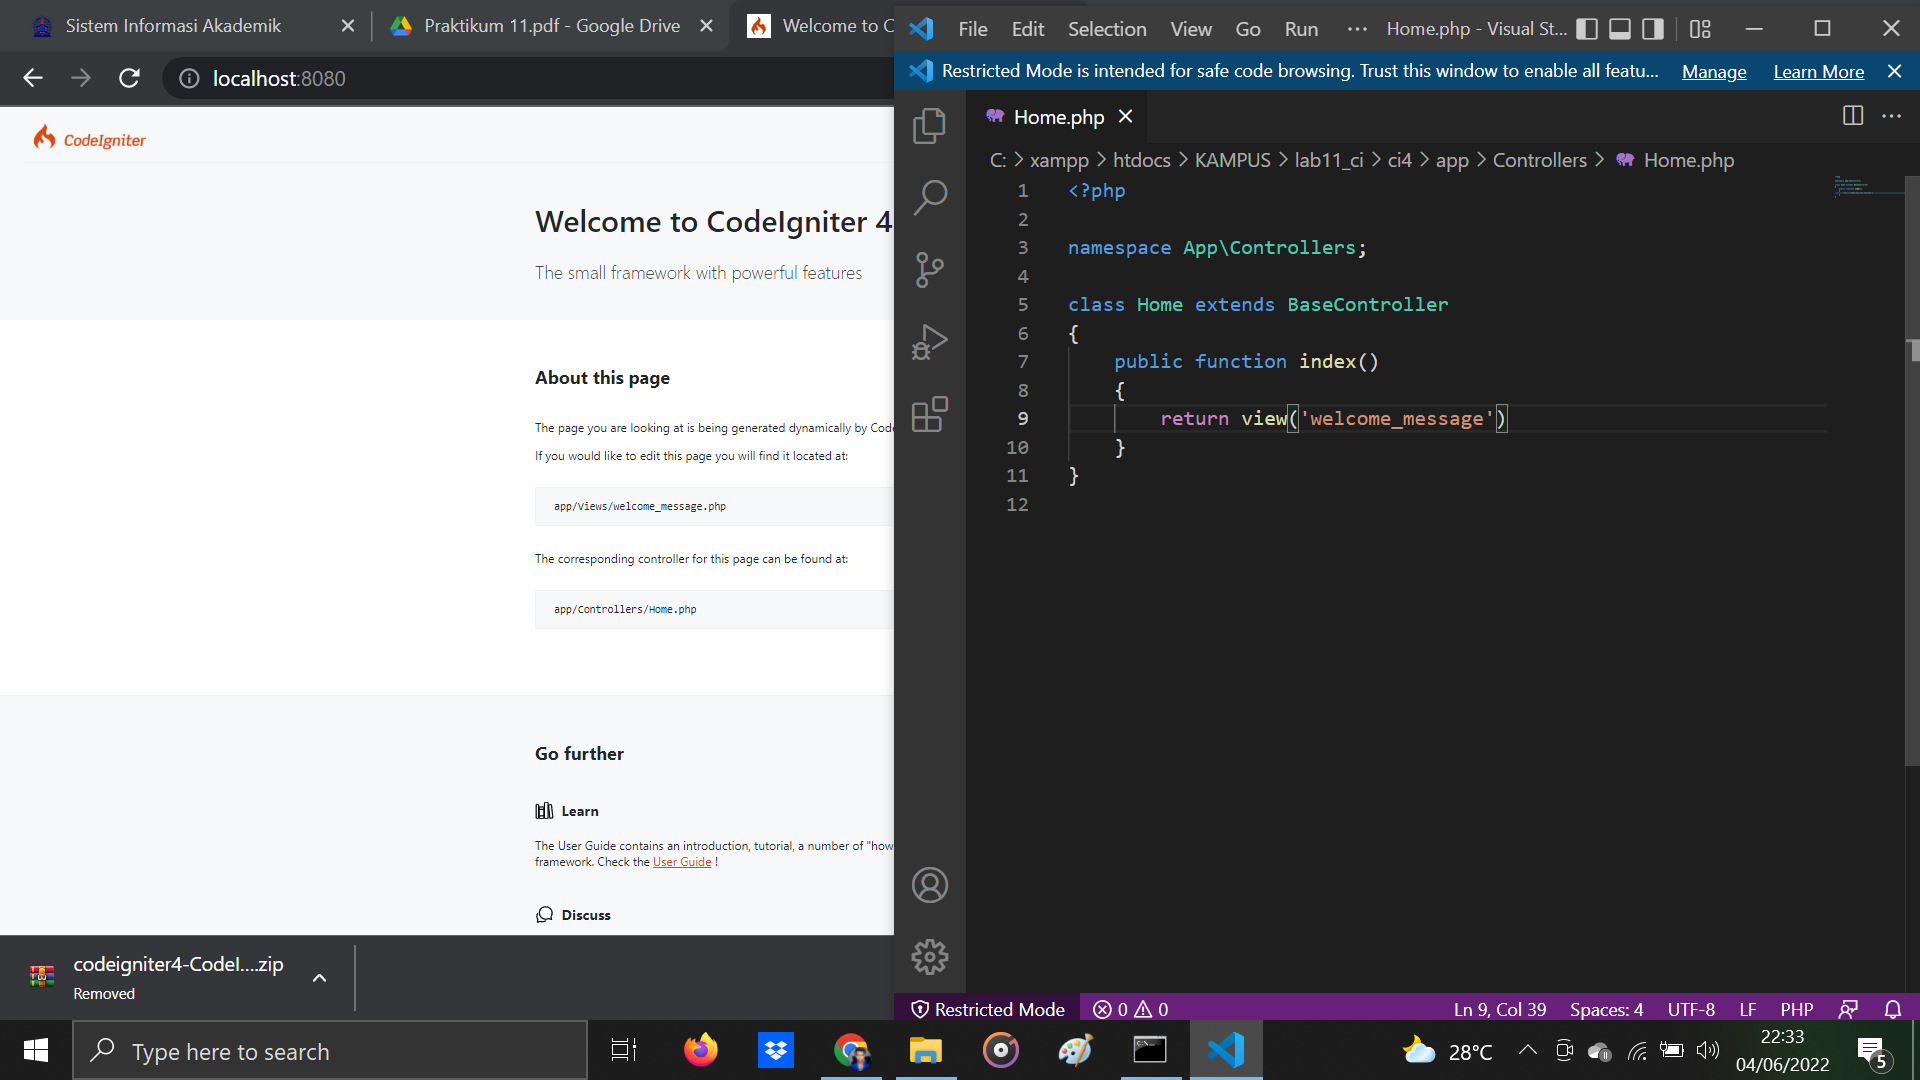 Sistem Informasi Akademik
Praktikum 11.pdf - Google Drive
Welcome to C
localhost:8080
CodeIgniter
Welcome to CodeIgniter 4
The small framework with powerful features
About this page
The page you are looking at is being generated dynamically by Code
If you would like to edit this page you will find it located at:
app/Views/welcome_message.php
The corresponding controller for this page can be found at:
app/Controllers/Home.php
Go further
Learn
The User Guide contains an introduction, tutorial, a number of "how
framework. Check the User Guide !
Discuss
codeigniter4-CodeI....zip
Removed
File Edit Selection View Go Run ··· Home.php - Visual St...
Restricted Mode is intended for safe code browsing. Trust this window to enable all featu... Manage Learn More
Home.php
C: > xampp > htdocs > KAMPUS > lab11_ci > ci4 > app > Controllers > Home.php
1 <?php
2
3 namespace App\Controllers;
4
5 class Home extends BaseController
6 {
7 public function index()
8 {
9 return view('welcome_message')
10 }
11 }
12
Restricted Mode 0 0 Ln 9, Col 39 Spaces: 4 UTF-8 LF PHP
Type here to search
28°C
22:33
04/06/2022
5